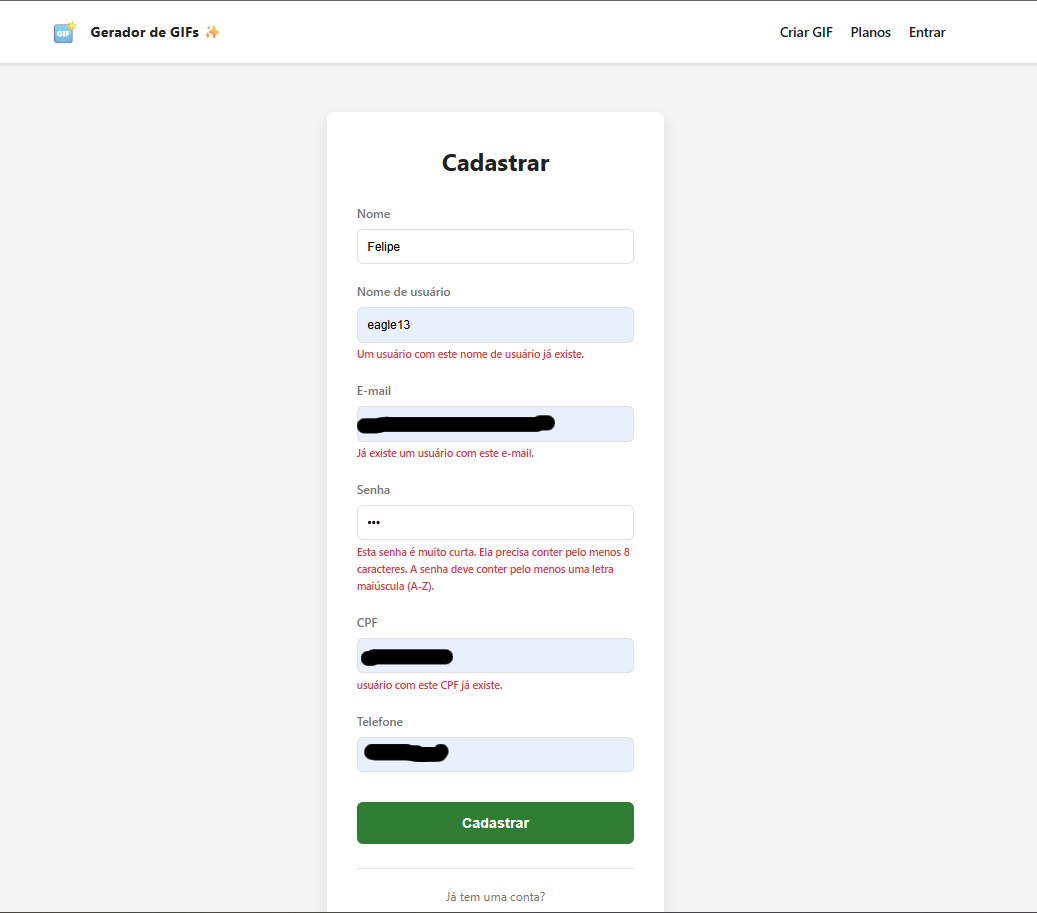 GIF
Gerador de GIFs ✨
Criar GIF Planos Entrar
Cadastrar
Nome
Felipe
Nome de usuário
eagle13
Um usuário com este nome de usuário já existe.
E-mail
Já existe um usuário com este e-mail.
Senha
•••
Esta senha é muito curta. Ela precisa conter pelo menos 8
caracteres. A senha deve conter pelo menos uma letra
maiúscula (A-Z).
CPF
usuário com este CPF já existe.
Telefone
Cadastrar
Já tem uma conta?